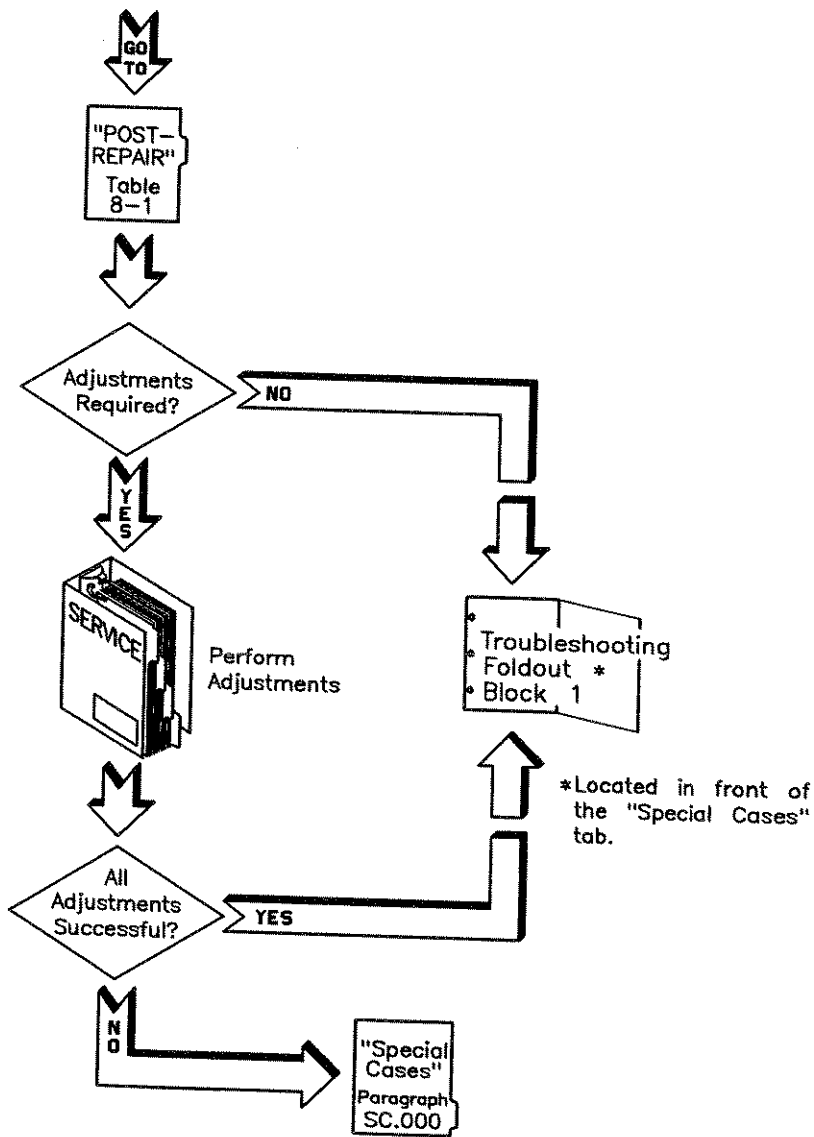 GO
TO
"POST-
REPAIR"
Table
8-1
Adjustments
Required?
NO
YES
SERVICE
Perform
Adjustments
Troubleshooting
Foldout *
Block 1
*Located in front of
the "Special Cases"
tab.
All
Adjustments
Successful?
YES
NO
"Special
Cases"
Paragraph
SC.000